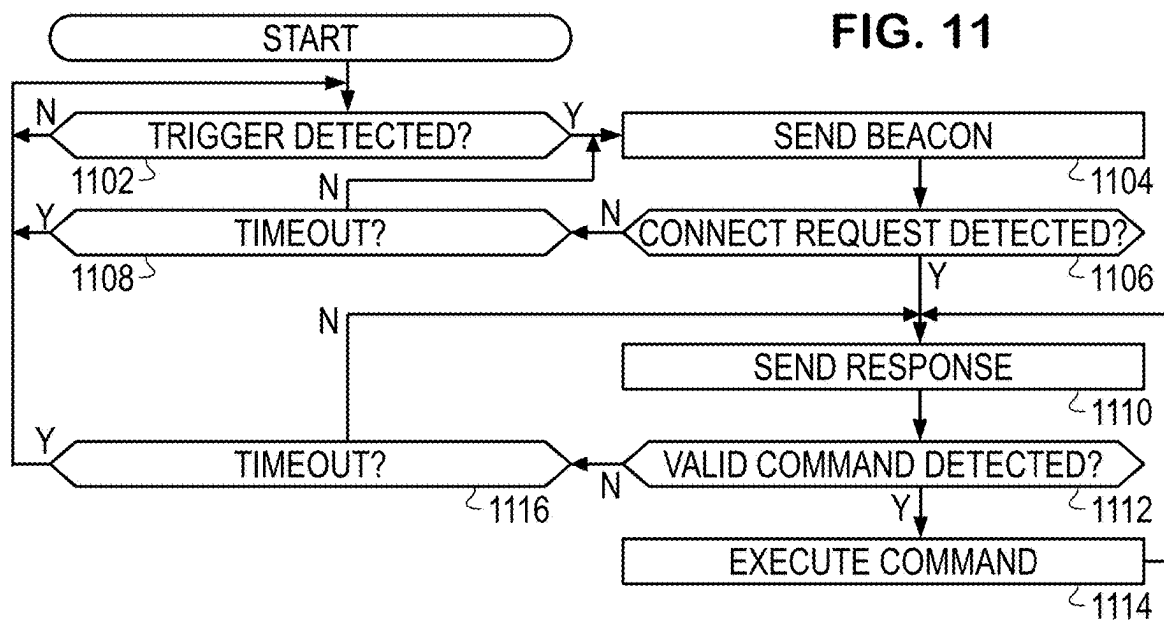 FIG. 11
START
N
TRIGGER DETECTED?
Y
SEND BEACON
1102
N
1104
Y
TIMEOUT?
N
CONNECT REQUEST DETECTED?
1108
Y
1106
N
SEND RESPONSE
1110
Y
TIMEOUT?
N
VALID COMMAND DETECTED?
1116
Y
1112
EXECUTE COMMAND
1114